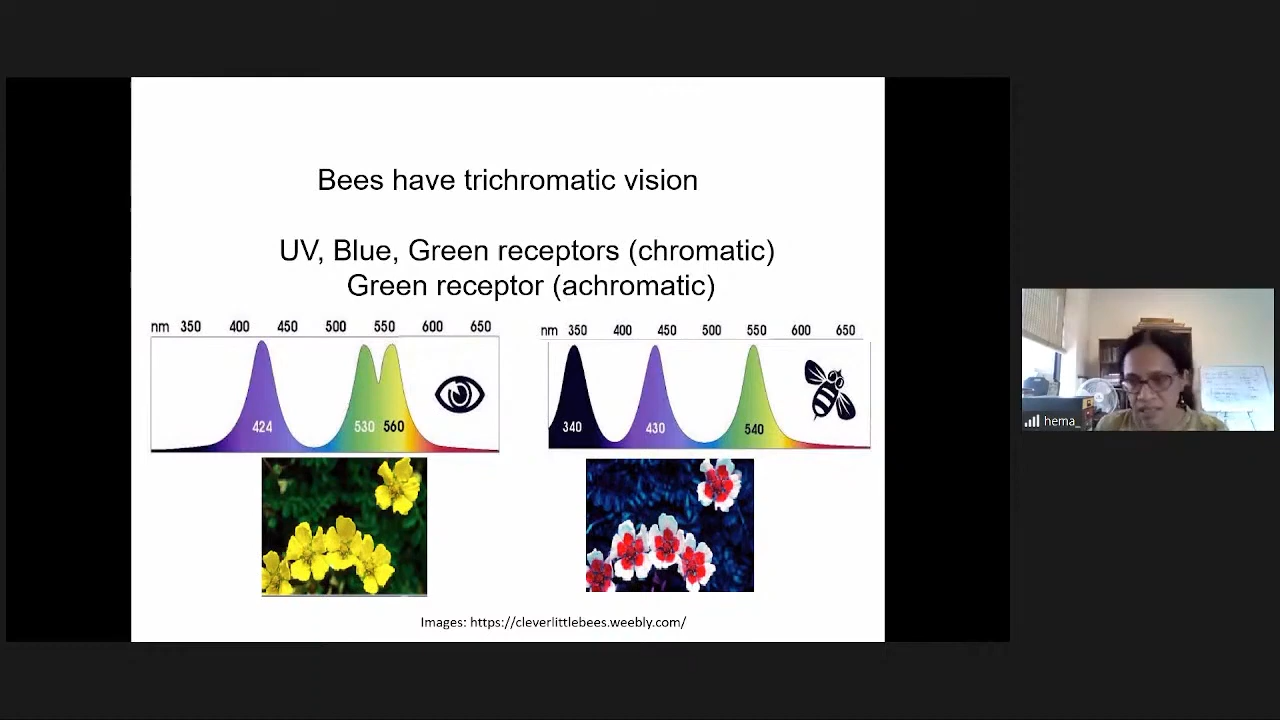 Bees have trichromatic vision
UV, Blue, Green receptors (chromatic)
Green receptor (achromatic)
nm 350 400 450 500 550 600 650
424 530 560
nm 350 400 450 500 550 600 650
340 430 540
Images: https://cleverlittlebees.weebly.com/
hema_